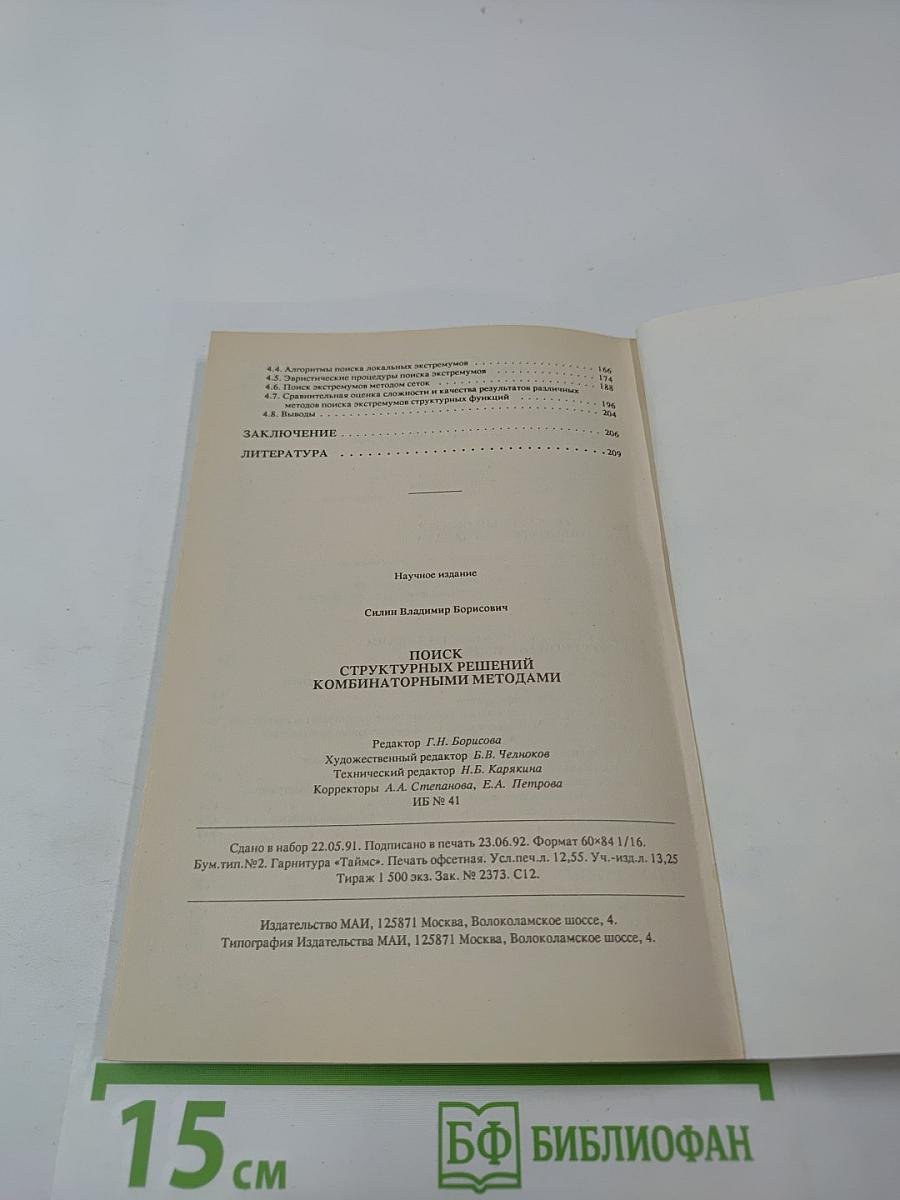 4.4. Алгоритмы поиска локальных экстремумов . . . . . . . . . . . . . . . . 166
4.5. Эвристические процедуры поиска экстремумов . . . . . . . . . . . . . . 174
4.6. Поиск экстремумов методом сеток . . . . . . . . . . . . . . . . . . . . 188
4.7. Сравнительная оценка сложности и качества результатов различных
методов поиска экстремумов структурных функций . . . . . . . . . . . 196
4.8. Выводы . . . . . . . . . . . . . . . . . . . . . . . . . . . . . . . . 204
ЗАКЛЮЧЕНИЕ . . . . . . . . . . . . . . . . . . . . . . . . . . . . 206
ЛИТЕРАТУРА . . . . . . . . . . . . . . . . . . . . . . . . . . . . 209
Научное издание
Силин Владимир Борисович
ПОИСК
СТРУКТУРНЫХ РЕШЕНИЙ
КОМБИНАТОРНЫМИ МЕТОДАМИ
Редактор Г.Н. Борисова
Художественный редактор Б.В. Челноков
Технический редактор Н.Б. Карякина
Корректоры А.А. Степанова, Е.А. Петрова
ИБ № 41
Сдано в набор 22.05.91. Подписано в печать 23.06.92. Формат 60×84 1/16.
Бум.тип.№2. Гарнитура «Таймс». Печать офсетная. Усл.печ.л. 12,55. Уч.-изд.л. 13,25
Тираж 1 500 экз. Зак. № 2373. С12.
Издательство МАИ, 125871 Москва, Волоколамское шоссе, 4.
Типография Издательства МАИ, 125871 Москва, Волоколамское шоссе, 4.
15 см
БФ БИБЛИОФАН